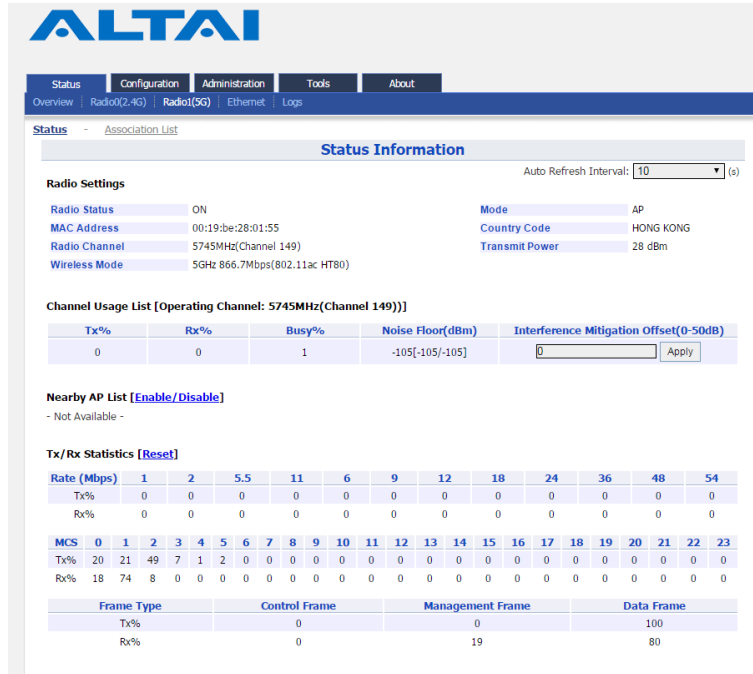 ALTAI
Status Configuration Administration Tools About
Overview Radio0(2.4G) Radio1(5G) Ethernet Logs
Status - Association List
Status Information
Auto Refresh Interval: 10 (s)
Radio Settings
Radio Status ON Mode AP
MAC Address 00:19:be:28:01:55 Country Code HONG KONG
Radio Channel 5745MHz(Channel 149) Transmit Power 28 dBm
Wireless Mode 5GHz 866.7Mbps(802.11ac HT80)
Channel Usage List [Operating Channel: 5745MHz(Channel 149))]
Tx% Rx% Busy% Noise Floor(dBm) Interference Mitigation Offset(0-50dB)
0 0 1 -105[-105/-105] 0 Apply
Nearby AP List [Enable/Disable]
- Not Available -
Tx/Rx Statistics [Reset]
Rate (Mbps) 1 2 5.5 11 6 9 12 18 24 36 48 54
Tx% 0 0 0 0 0 0 0 0 0 0 0 0
Rx% 0 0 0 0 0 0 0 0 0 0 0 0
MCS 0 1 2 3 4 5 6 7 8 9 10 11 12 13 14 15 16 17 18 19 20 21 22 23
Tx% 20 21 49 7 1 2 0 0 0 0 0 0 0 0 0 0 0 0 0 0 0 0 0 0
Rx% 18 74 8 0 0 0 0 0 0 0 0 0 0 0 0 0 0 0 0 0 0 0 0 0
Frame Type Control Frame Management Frame Data Frame
Tx% 0 0 100
Rx% 0 19 80